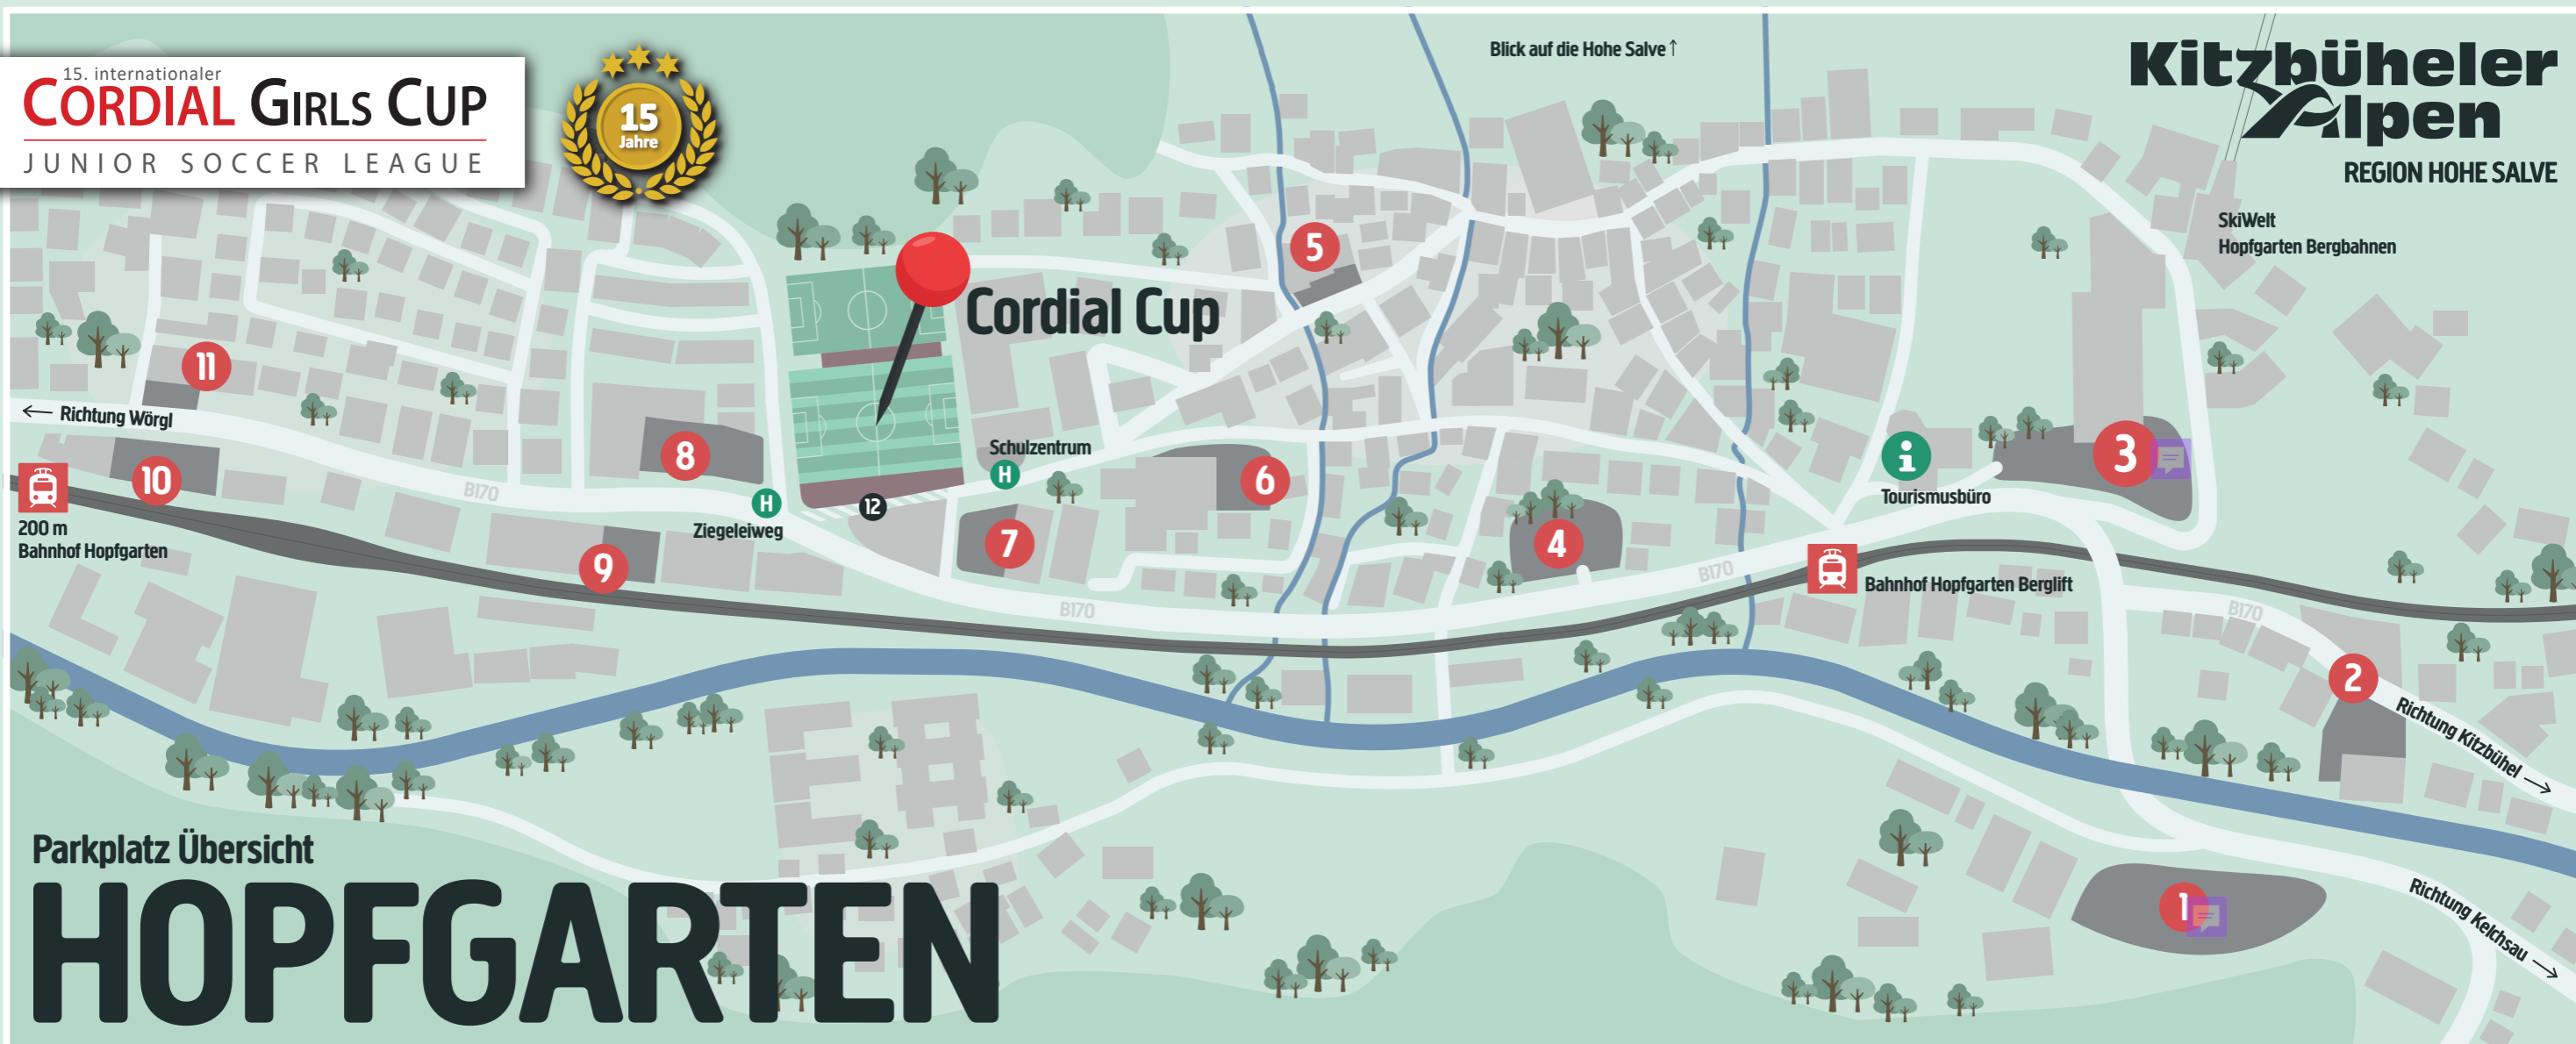 15. internationaler
CORDIAL GIRLS CUP
JUNIOR SOCCER LEAGUE
15
Jahre
Blick auf die Hohe Salve ↑
Kitzbüheler
Alpen
REGION HOHE SALVE
SkiWelt
Hopfgarten Bergbahnen
5
Cordial Cup
11
← Richtung Wörgl
8
Schulzentrum
H
6
i
Tourismusbüro
3
10
200 m
Bahnhof Hopfgarten
B170
H
Ziegeleiweg
12
7
4
9
B170
B170
Bahnhof Hopfgarten Berglift
B170
2
Richtung Kitzbühel →
Parkplatz Übersicht
HOPFGARTEN
1
Richtung Kelchsau →